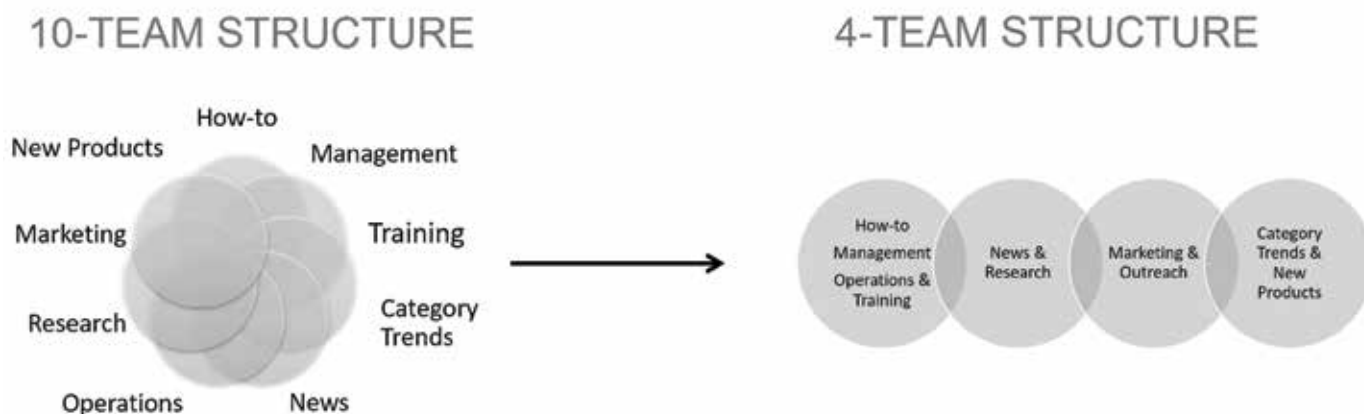 10-TEAM STRUCTURE
4-TEAM STRUCTURE
How-to
New Products
Management
Marketing
Training
Research
Category
Trends
Operations
News
How-to
Management
Operations &
Training
News &
Research
Marketing &
Outreach
Category
Trends &
New
Products